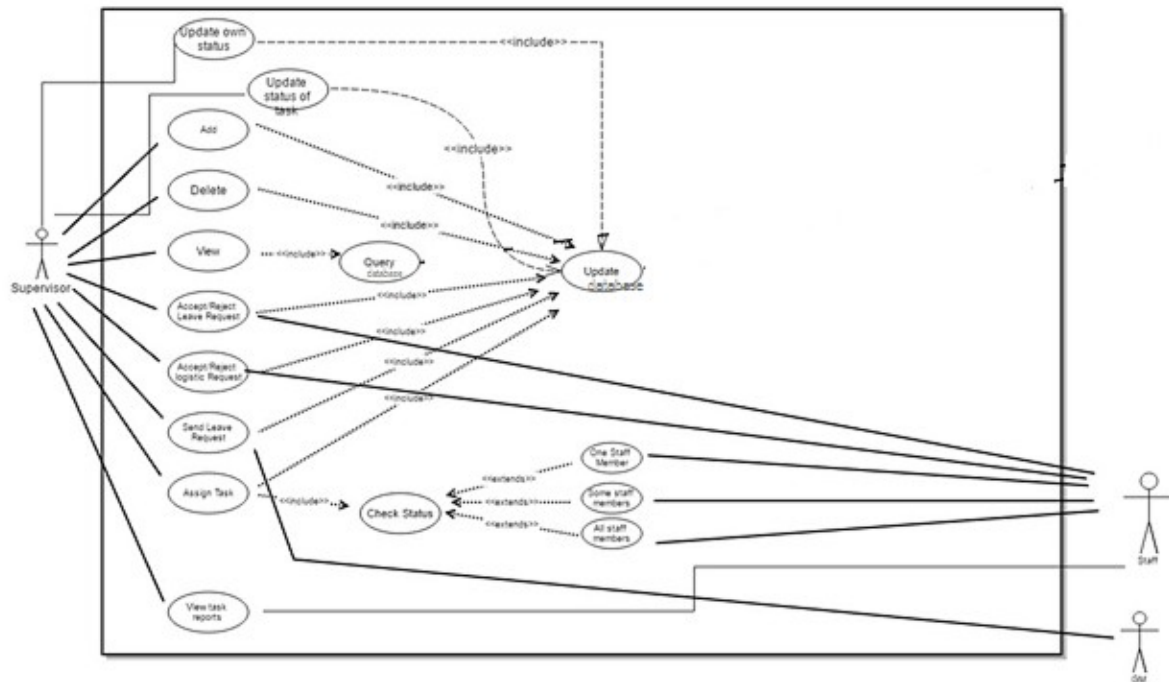 Update own
status
<<include>>
Update
status of
task
Add
<<include>>
<<include>>
Delete
<<include>>
View
<<include>>
Query
database
Update
database
Supervisor
Accept/Reject
Leave Request
<<include>>
Accept/Reject
logistic Request
<<include>>
<<include>>
Send Leave
Request
<<include>>
One Staff
Member
<<extends>>
Assign Task
<<include>>
Check Status
<<extends>>
Some staff
members
<<extends>>
All staff
members
Staff
View task
reports